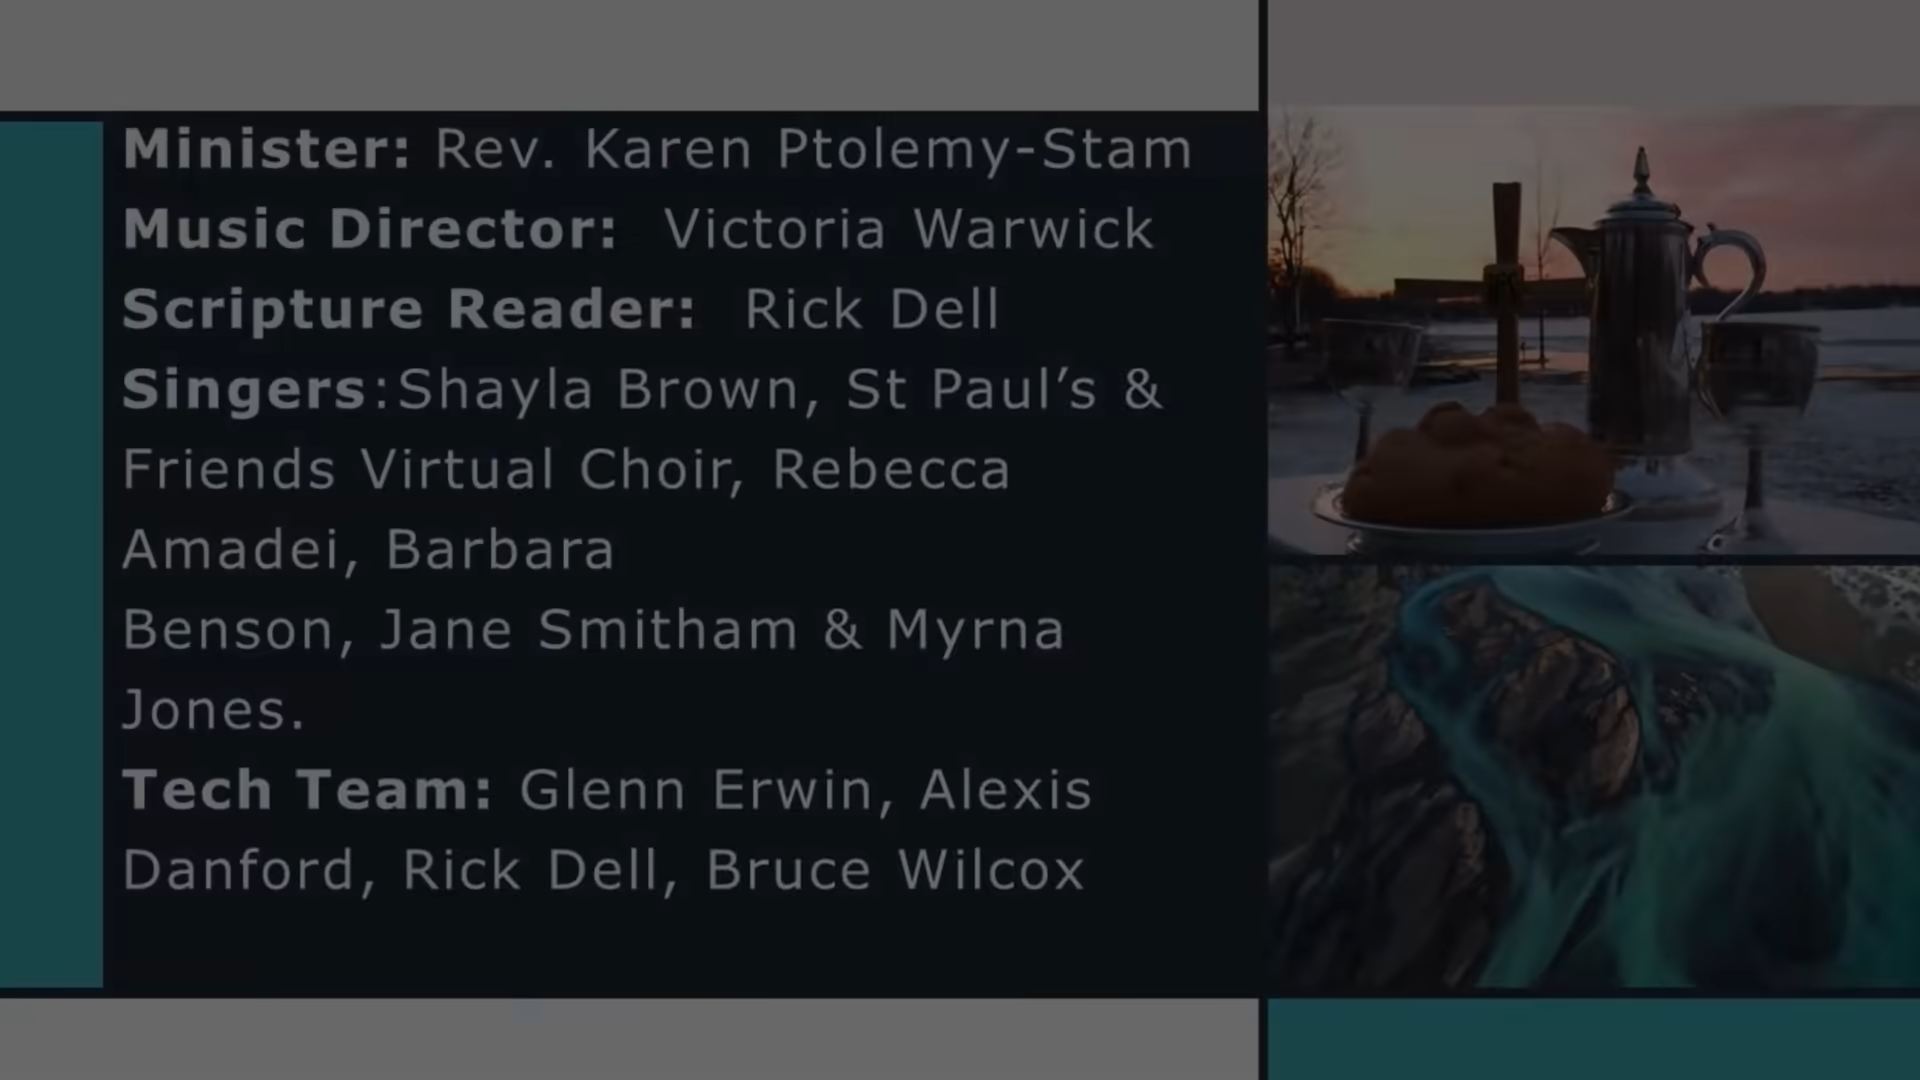 Minister: Rev. Karen Ptolemy-Stam
Music Director: Victoria Warwick
Scripture Reader: Rick Dell
Singers:Shayla Brown, St Paul’s &
Friends Virtual Choir, Rebecca
Amadei, Barbara
Benson, Jane Smitham & Myrna
Jones.
Tech Team: Glenn Erwin, Alexis
Danford, Rick Dell, Bruce Wilcox